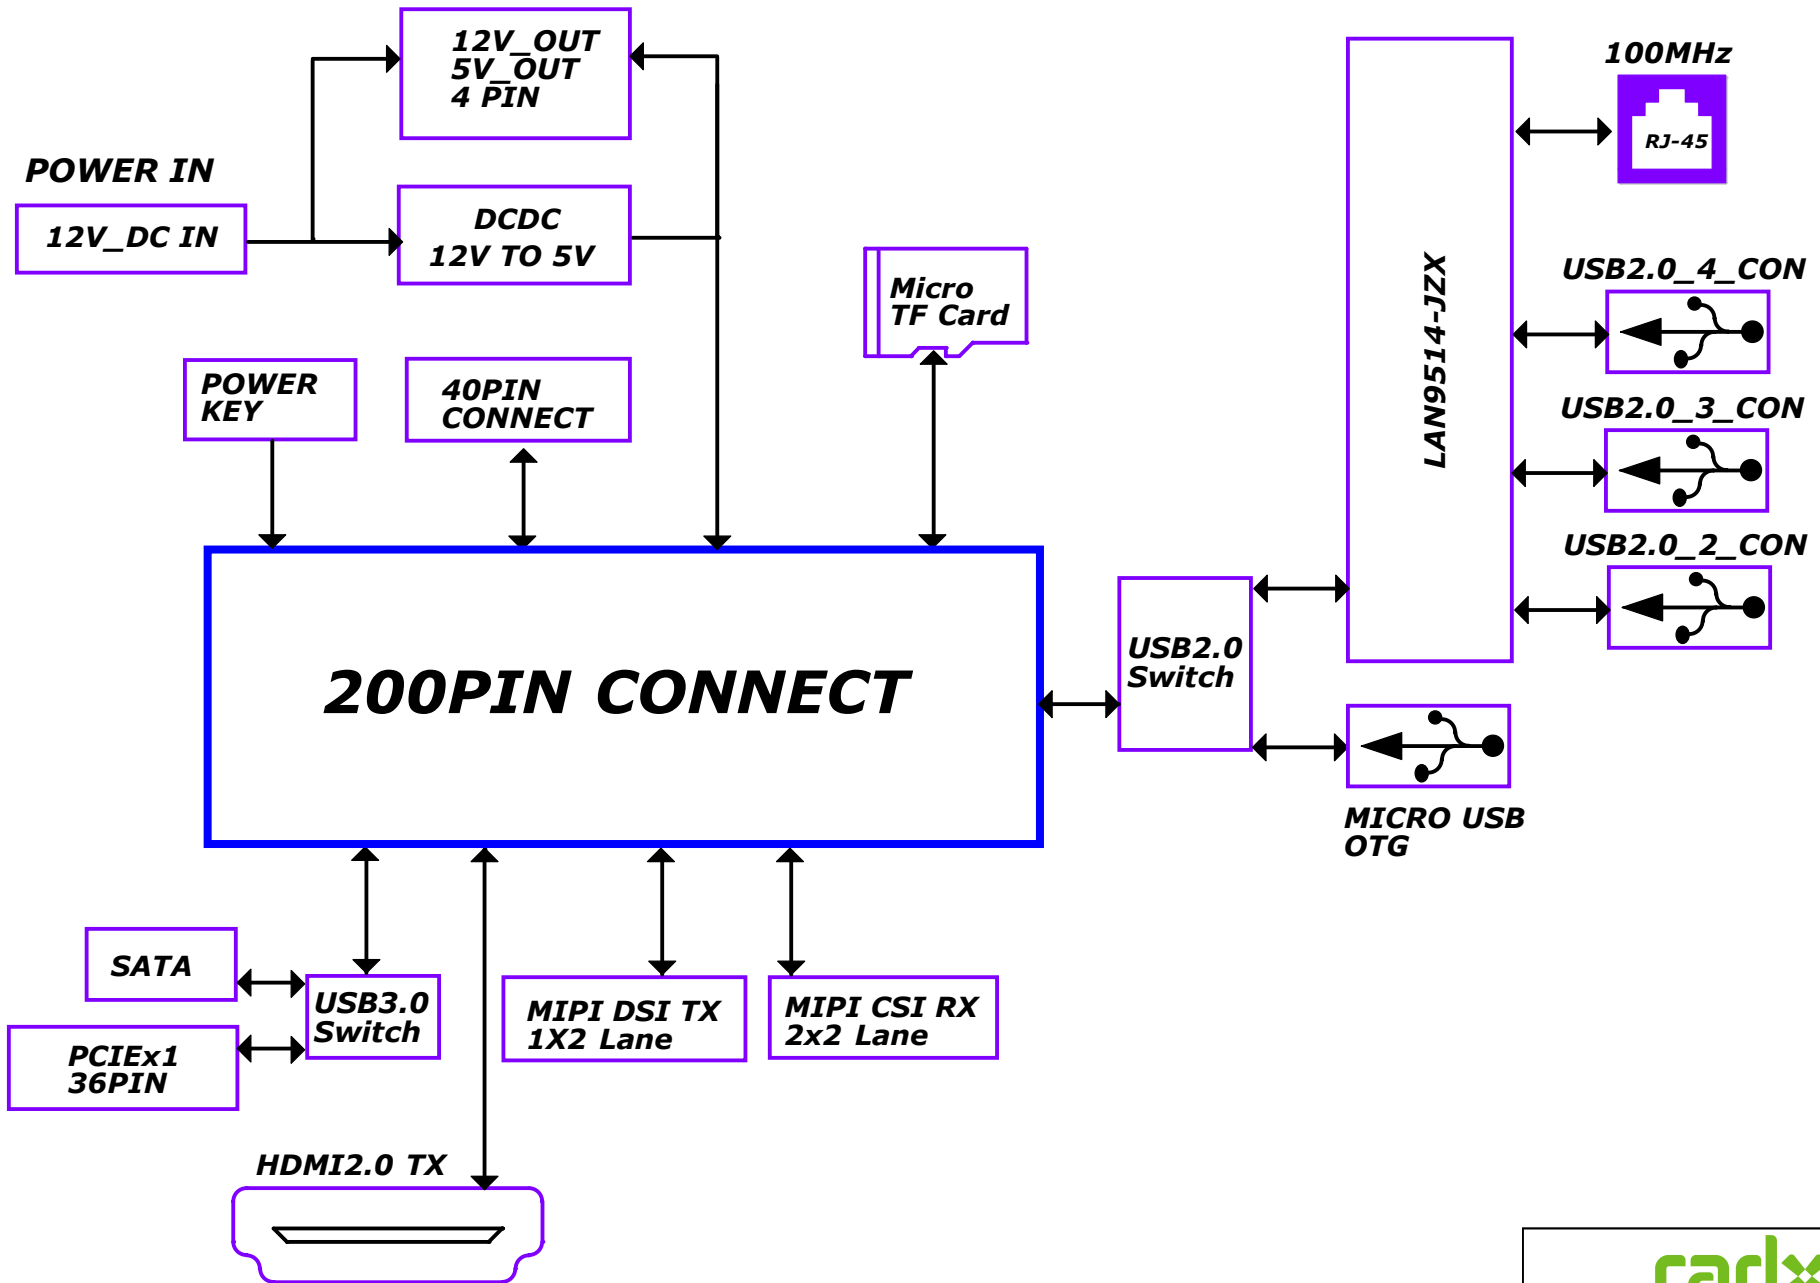 12V_OUT
5V_OUT
4 PIN
POWER IN
12V_DC IN
DCDC
12V TO 5V
POWER
KEY
40PIN
CONNECT
Micro
TF Card
LAN9514-JZX
100MHz
RJ-45
USB2.0_4_CON
USB2.0_3_CON
USB2.0_2_CON
200PIN CONNECT
USB2.0
Switch
MICRO USB
OTG
SATA
PCIEx1
36PIN
USB3.0
Switch
MIPI DSI TX
1X2 Lane
MIPI CSI RX
2x2 Lane
HDMI2.0 TX